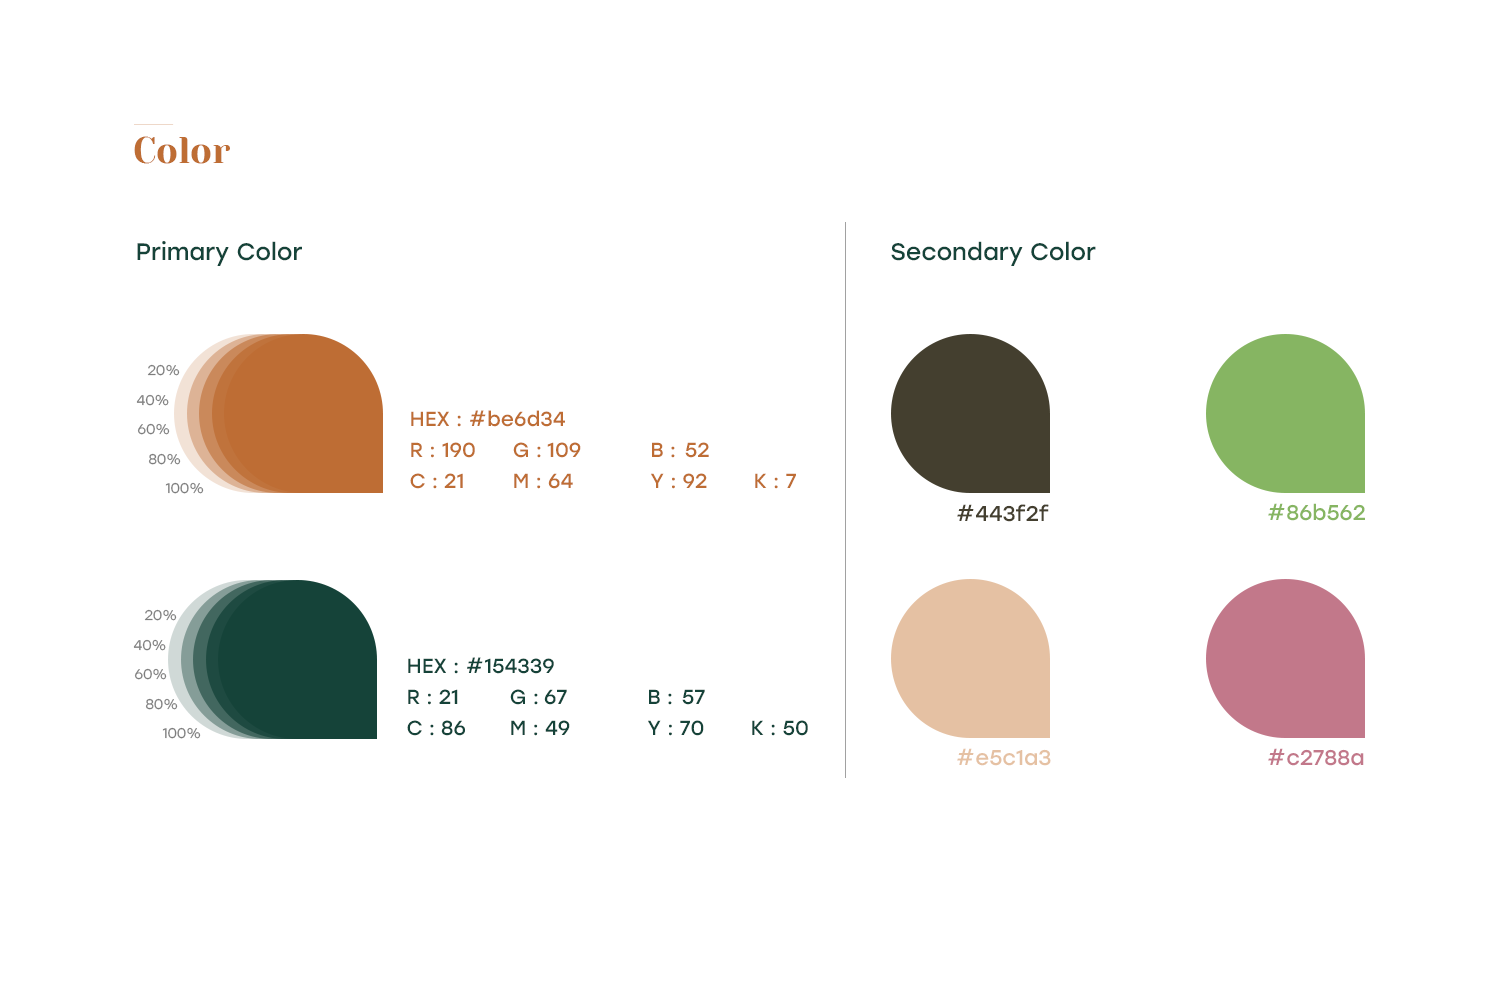 Color
Primary Color
20%
40%
60%
80%
100%
HEX : #be6d34
R : 190 G : 109 B : 52
C : 21 M : 64 Y : 92 K : 7
20%
40%
60%
80%
100%
HEX : #154339
R : 21 G : 67 B : 57
C : 86 M : 49 Y : 70 K : 50
Secondary Color
#443f2f #86b562
#e5c1a3 #c2788a